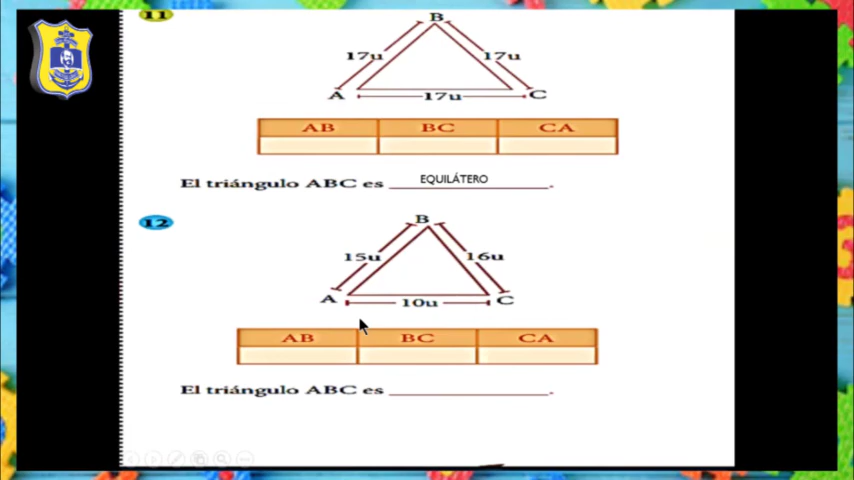 11
B
17u 17u
A C
17u
AB BC CA
El triángulo ABC es EQUILÁTERO.
12
B
15u 16u
A C
10u
AB BC CA
El triángulo ABC es ____________.